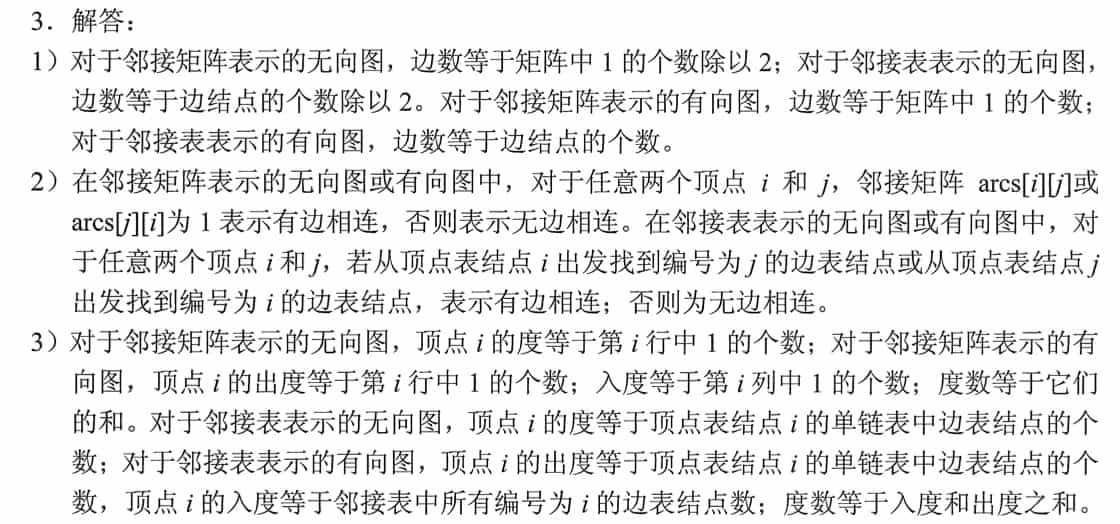 3．解答：
1）对于邻接矩阵表示的无向图，边数等于矩阵中 1 的个数除以 2；对于邻接表表示的无向图，
边数等于边结点的个数除以 2。对于邻接矩阵表示的有向图，边数等于矩阵中 1 的个数；
对于邻接表表示的有向图，边数等于边结点的个数。
2）在邻接矩阵表示的无向图或有向图中，对于任意两个顶点 i 和 j，邻接矩阵 arcs[i][j]或
arcs[j][i]为 1 表示有边相连，否则表示无边相连。在邻接表表示的无向图或有向图中，对
于任意两个顶点 i 和 j，若从顶点表结点 i 出发找到编号为 j 的边表结点或从顶点表结点 j
出发找到编号为 i 的边表结点，表示有边相连；否则为无边相连。
3）对于邻接矩阵表示的无向图，顶点 i 的度等于第 i 行中 1 的个数；对于邻接矩阵表示的有
向图，顶点 i 的出度等于第 i 行中 1 的个数；入度等于第 i 列中 1 的个数；度数等于它们
的和。对于邻接表表示的无向图，顶点 i 的度等于顶点表结点 i 的单链表中边表结点的个
数；对于邻接表表示的有向图，顶点 i 的出度等于顶点表结点 i 的单链表中边表结点的个
数，顶点 i 的入度等于邻接表中所有编号为 i 的边表结点数；度数等于入度和出度之和。